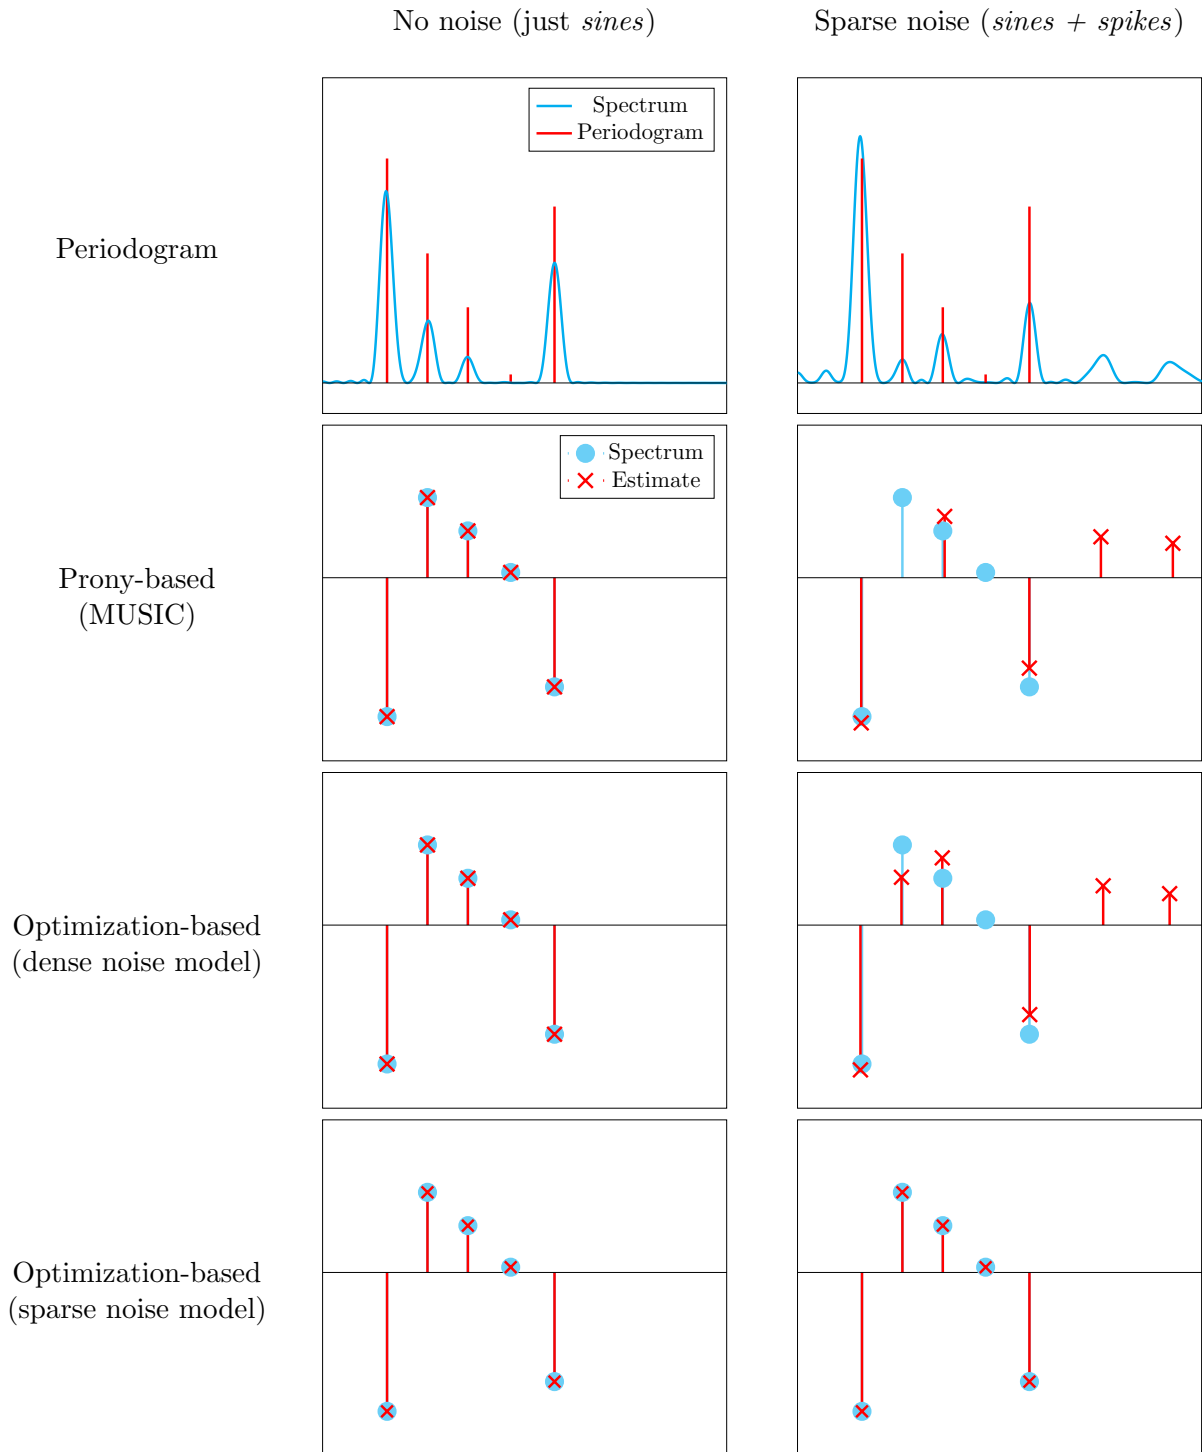 No noise (just sines)
Sparse noise (sines + spikes)
Spectrum
Periodogram
Periodogram
Spectrum
Estimate
Prony-based
(MUSIC)
Optimization-based
(dense noise model)
Optimization-based
(sparse noise model)